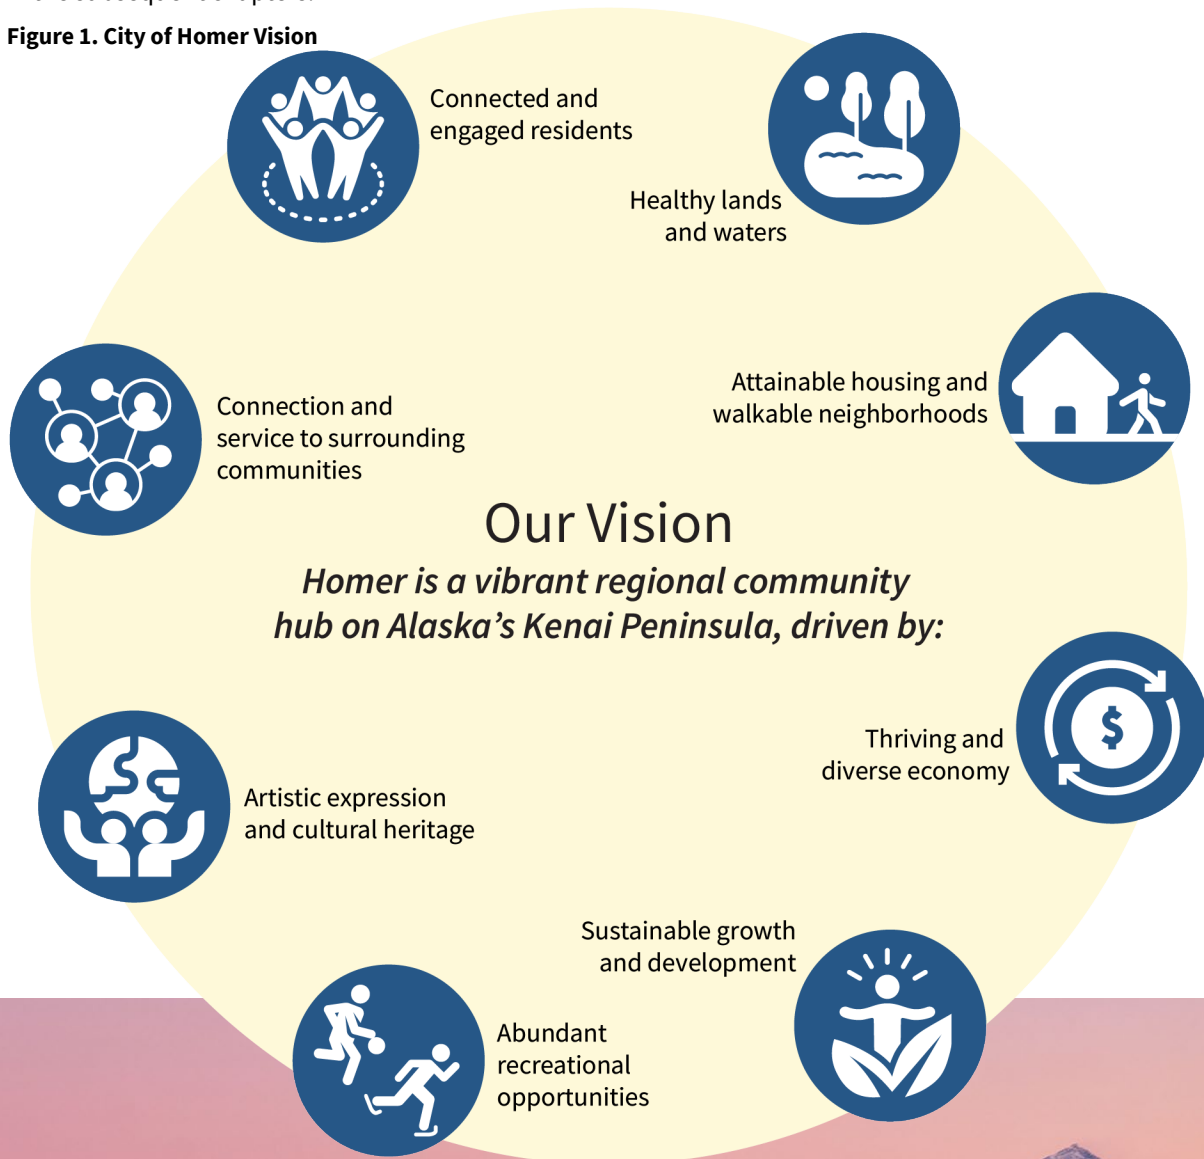 Figure 1. City of Homer Vision
Connected and
engaged residents
Healthy lands
and waters
Attainable housing and
walkable neighborhoods
Connection and
service to surrounding
communities
Our Vision
Homer is a vibrant regional community
hub on Alaska’s Kenai Peninsula, driven by:
Thriving and
diverse economy
$
Artistic expression
and cultural heritage
Sustainable growth
and development
Abundant
recreational
opportunities